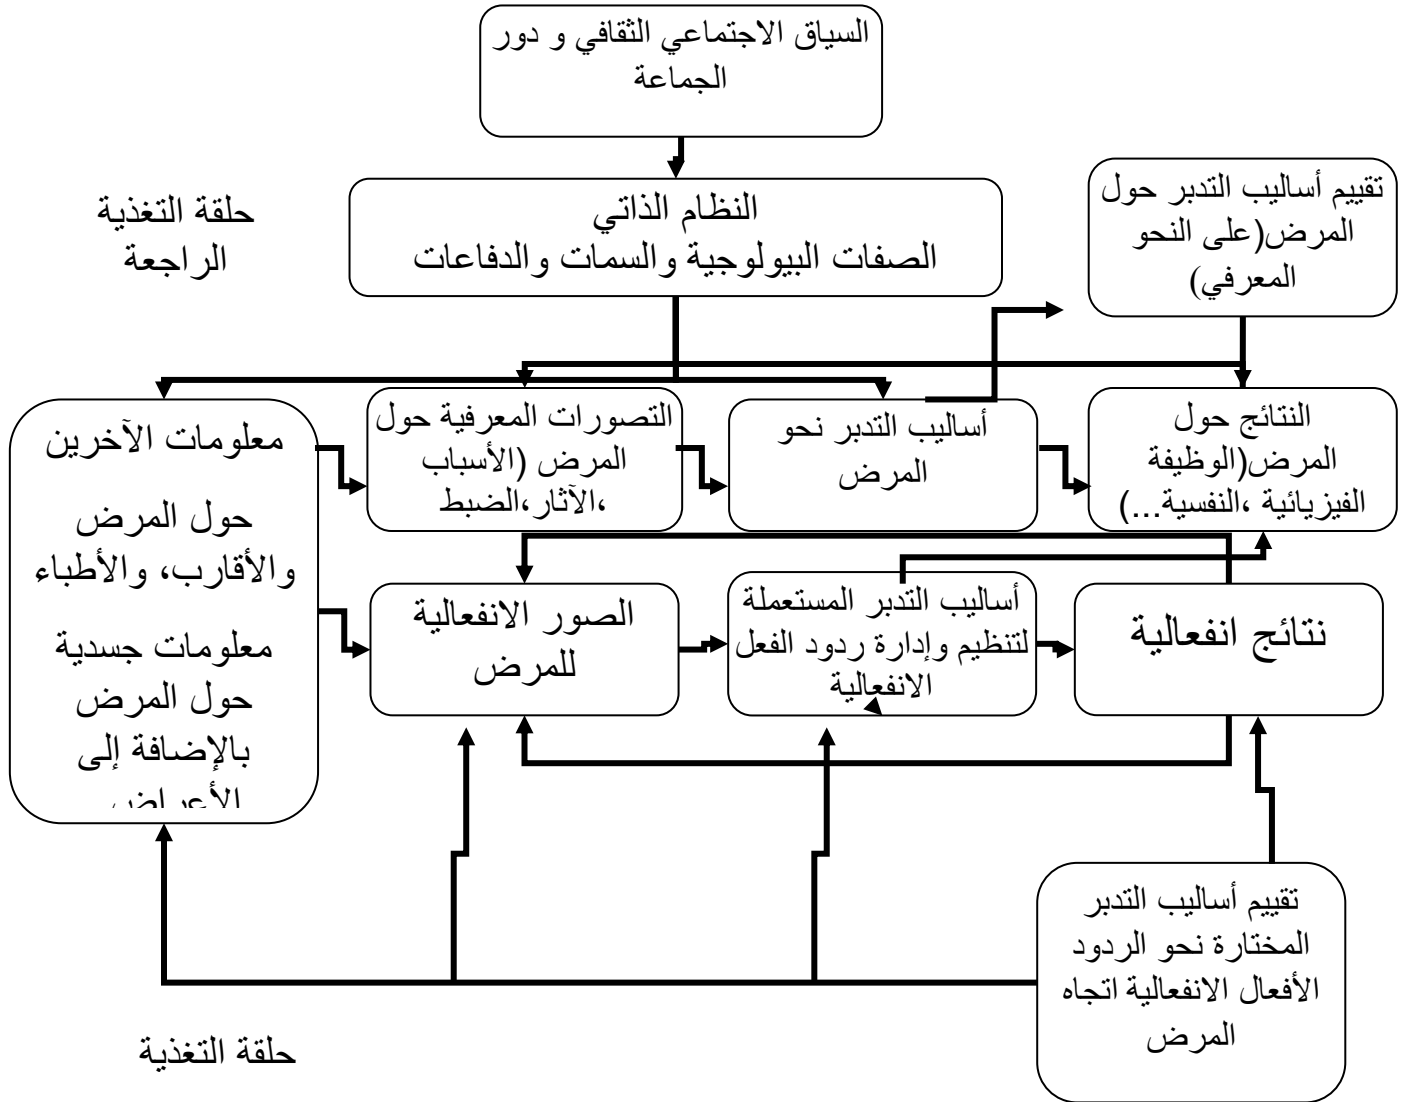 السياق الاجتماعي الثقافي و دور
الجماعة
النظام الذاتي
الصفات البيولوجية والسمات والدفاعات
حلقة التغذية
الراجعة
تقييم أساليب التدبر حول
المرض(على النحو
المعرفي)
معلومات الآخرين
حول المرض
والأقارب، والأطباء
معلومات جسدية
حول المرض
بالإضافة إلى
الأعراض
التصورات المعرفية حول
المرض (الأسباب
،الآثار،الضبط
أساليب التدبر نحو
المرض
النتائج حول
المرض(الوظيفة
الفيزيائية ،النفسية...)
الصور الانفعالية
للمرض
أساليب التدبر المستعملة
لتنظيم وإدارة ردود الفعل
الانفعالية
نتائج انفعالية
تقييم أساليب التدبر
المختارة نحو الردود
الأفعال الانفعالية اتجاه
المرض
حلقة التغذية